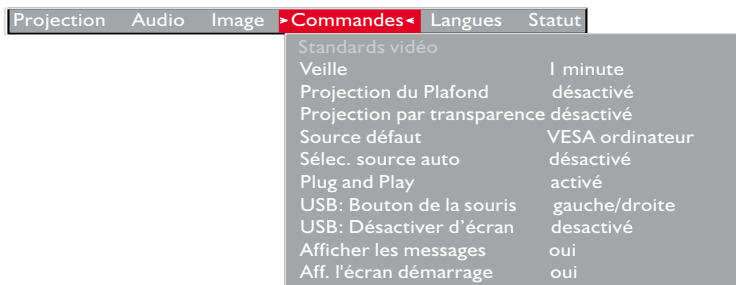 Projection Audio Image Commandes Langues Statut
Standards vidéo
Veille 1 minute
Projection du Plafond désactivé
Projection par transparence désactivé
Source défaut VESA ordinateur
Sélec. source auto désactivé
Plug and Play activé
USB: Bouton de la souris gauche/droite
USB: Désactiver d’écran desactivé
Afficher les messages oui
Aff. l'écran démarrage oui